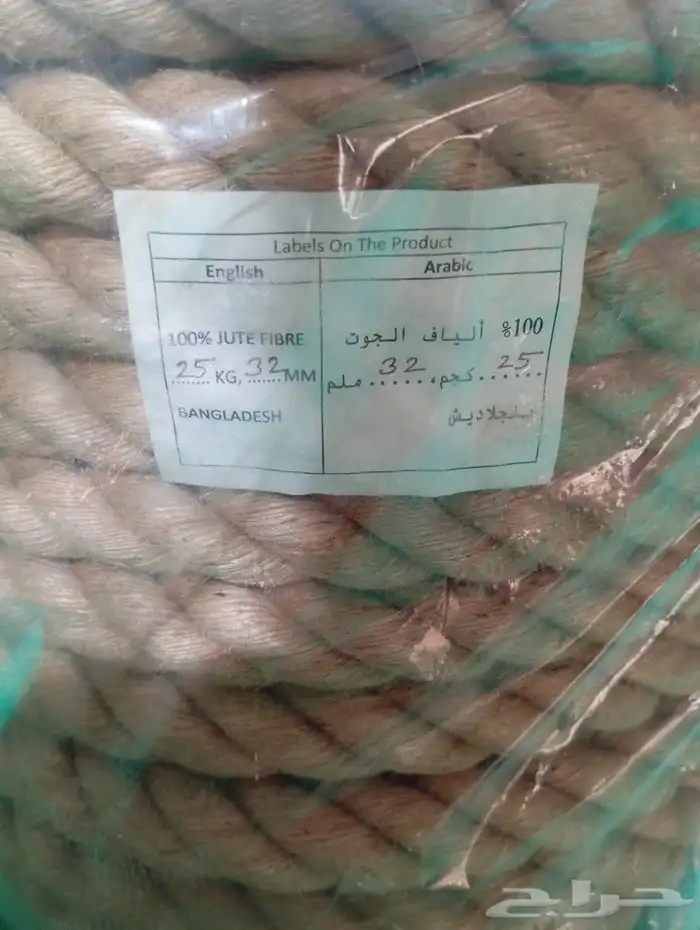 Labels On The Product
English
Arabic
100% JUTE FIBRE
25 KG, 32 MM
BANGLADESH
%100 ألياف الجوت
25 كجم، 32 ملم
بنجلاديش
حراج